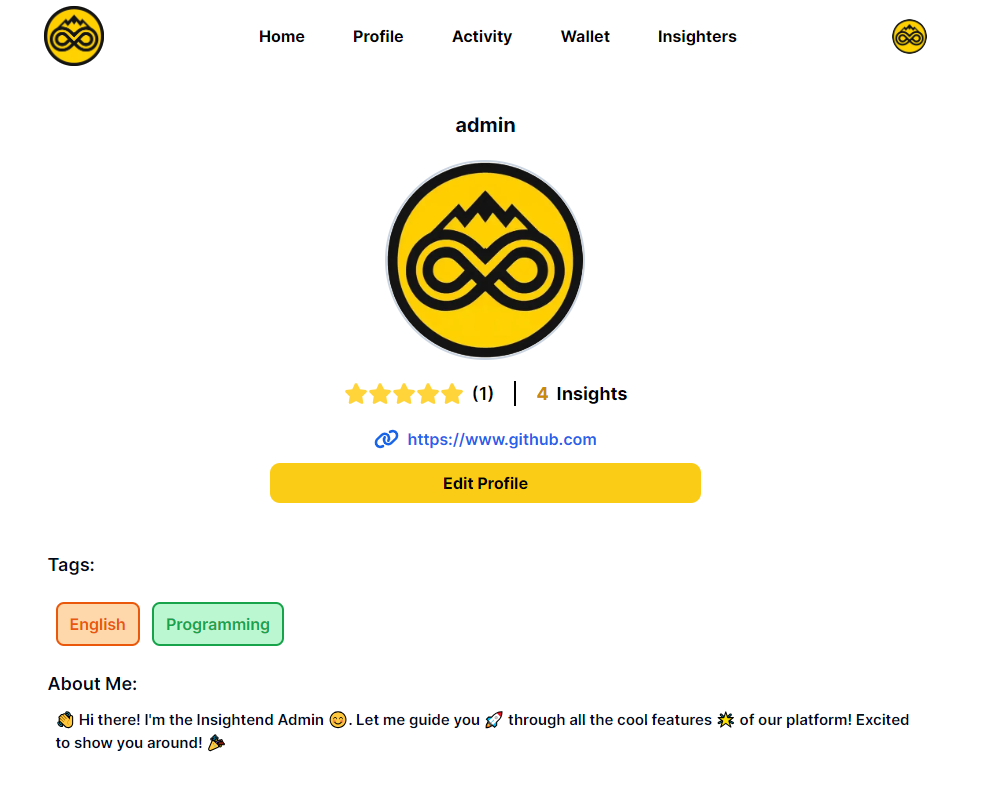 Home Profile Activity Wallet Insighters
admin
(1) 4 Insights
https://www.github.com
Edit Profile
Tags:
English Programming
About Me:
👏 Hi there! I'm the Insightend Admin 😊. Let me guide you 🚀 through all the cool features 🌟 of our platform! Excited
to show you around! 🎉